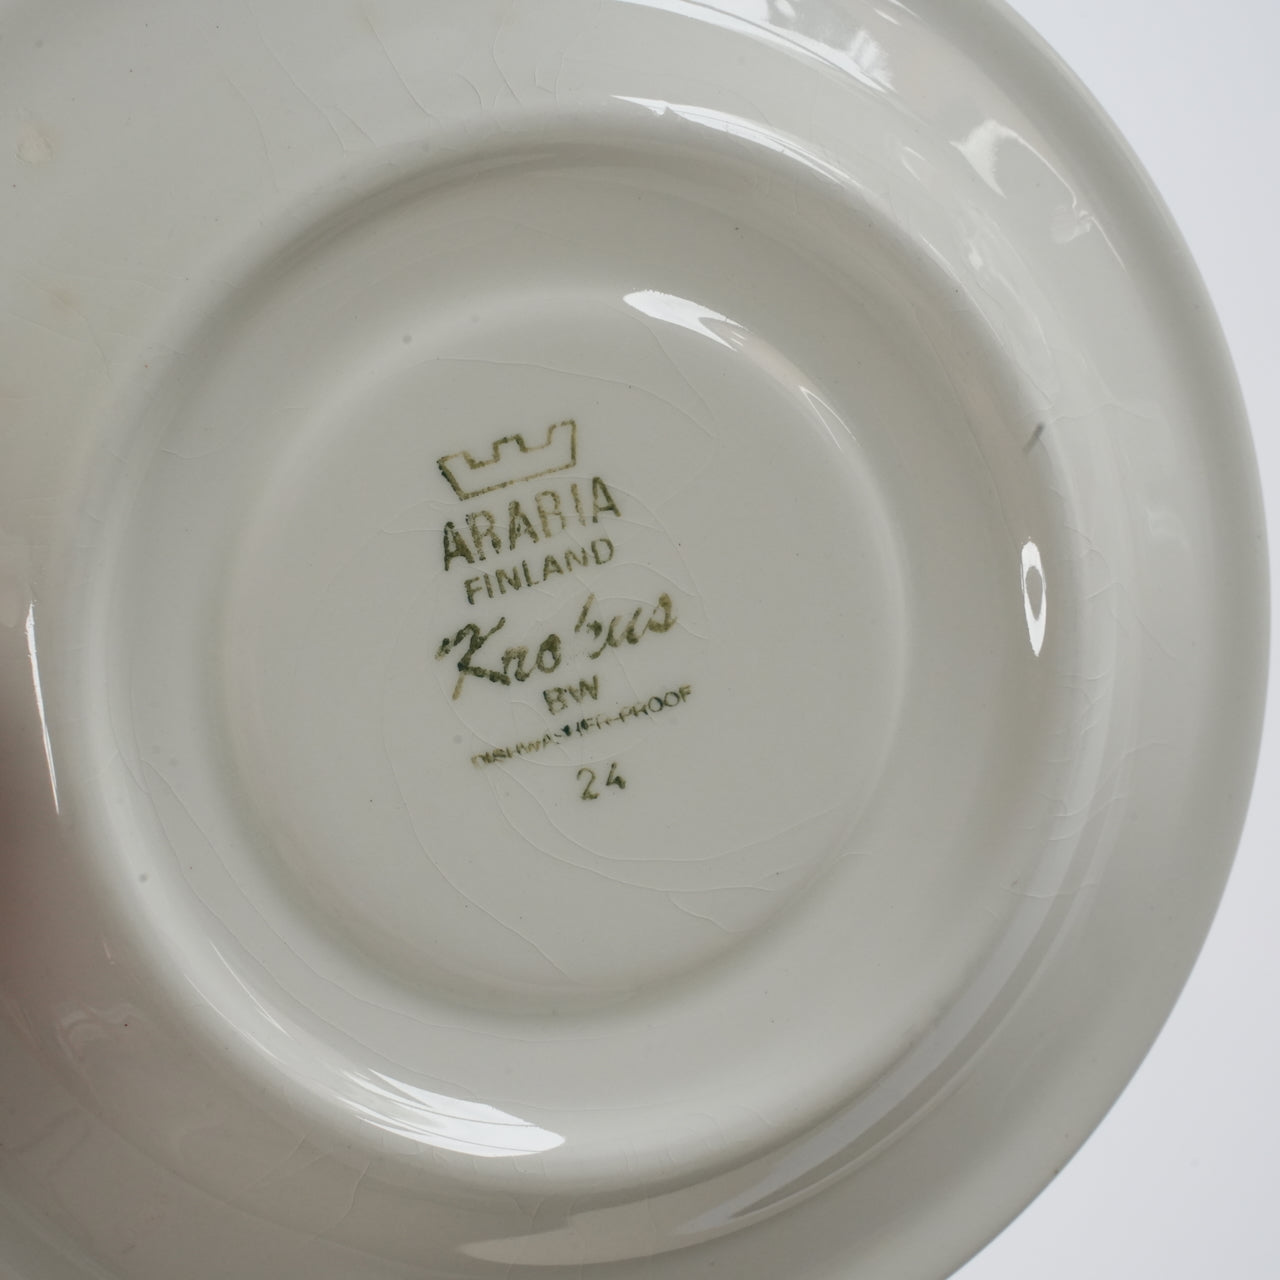 ARABIA
FINLAND
Krokus
BW
DISHWASHER-PROOF
24